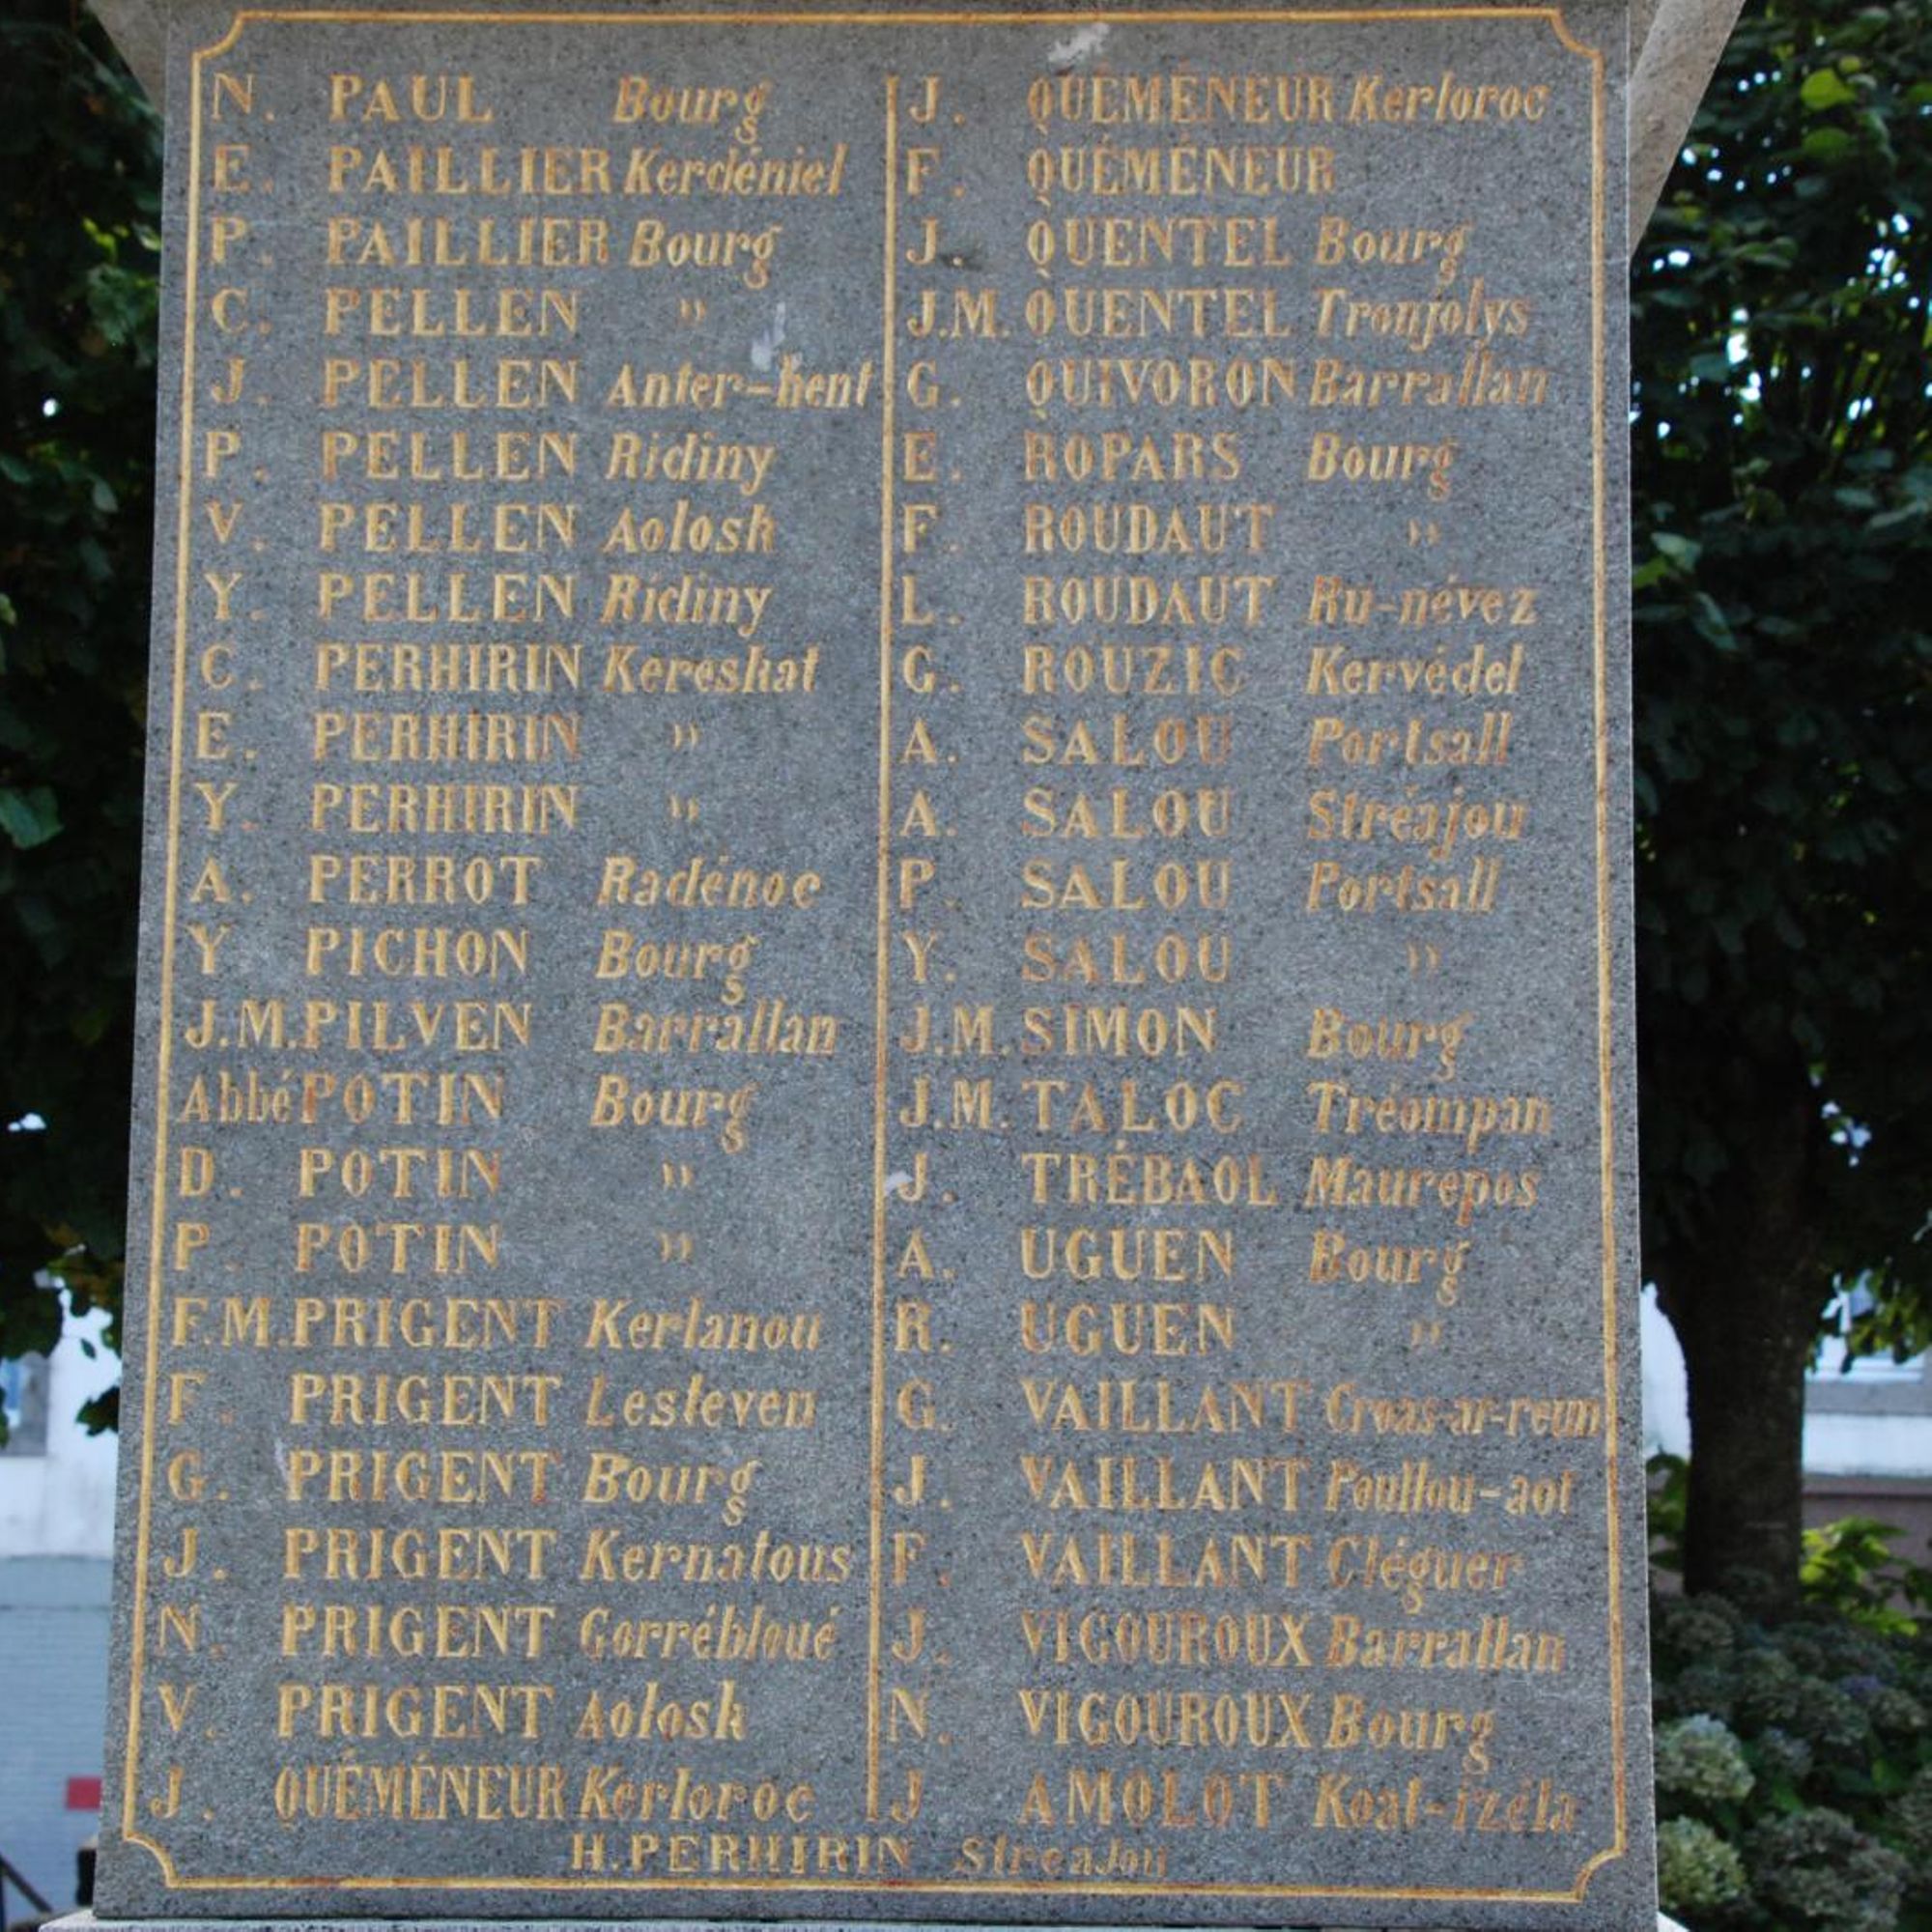 N. PAUL Bourg
E. PAILLIER Kerdéniel
P. PAILLIER Bourg
C. PELLEN "
J. PELLEN Anter-hent
P. PELLEN Ridiny
V. PELLEN Aolosk
Y. PELLEN Ridiny
C. PERHIRIN Kereskat
E. PERHIRIN "
Y. PERHIRIN "
A. PERROT Radénoc
Y PICHON Bourg
J.M. PILVEN Barrallan
Abbé POTIN Bourg
D. POTIN "
P. POTIN "
F.M. PRIGENT Kerlanou
F. PRIGENT Lesteven
G. PRIGENT Bourg
J. PRIGENT Kernatous
N. PRIGENT Gorrébloué
V. PRIGENT Aolosk
J. QUÉMÉNEUR Kerloroc
J. QUÉMÉNEUR Kerloroc
F. QUÉMÉNEUR
J. QUENTEL Bourg
J.M. QUENTEL Tronjolys
G. QUIVORON Barrallan
E. ROPARS Bourg
F. ROUDAUT "
L. ROUDAUT Ru-névez
G. ROUZIC Kervédel
A. SALOU Portsall
A. SALOU Stréajou
P. SALOU Portsall
Y. SALOU "
J.M. SIMON Bourg
J.M. TALOC Tréompan
J. TRÉBAOL Maurepos
A. UGUEN Bourg
R. UGUEN "
G. VAILLANT Croas-ar-reun
J. VAILLANT Poullou-aot
F. VAILLANT Cléguer
J. VIGOUROUX Barrallan
N. VIGOUROUX Bourg
J AMOLOT Koat-izéla
H. PERHIRIN StreaJou